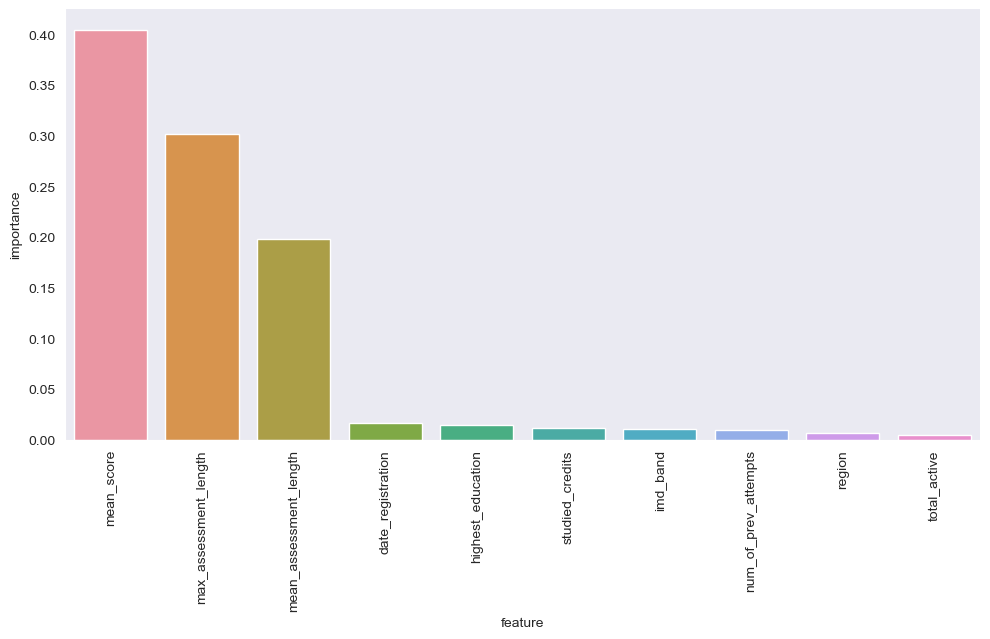 0.40
0.35
0.30
0.25
0.20
0.15
0.10
0.05
0.00
importance
mean_score
max_assessment_length
mean_assessment_length
date_registration
highest_education
studied_credits
imd_band
num_of_prev_attempts
region
total_active
feature